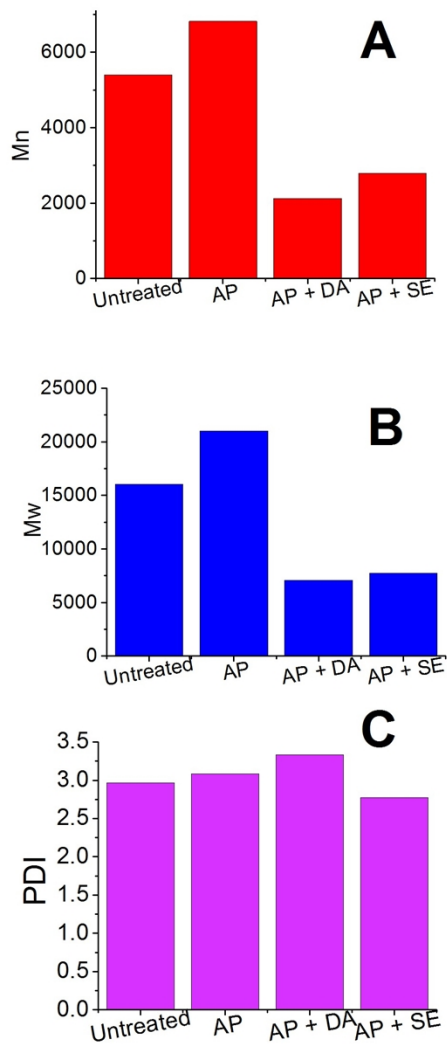 A
6000
4000
2000
0
Mn
Untreated
AP
AP + DA
AP + SE
B
25000
20000
15000
10000
5000
0
Mw
Untreated
AP
AP + DA
AP + SE
C
3.5
3.0
2.5
2.0
1.5
1.0
0.5
0.0
PDI
Untreated
AP
AP + DA
AP + SE